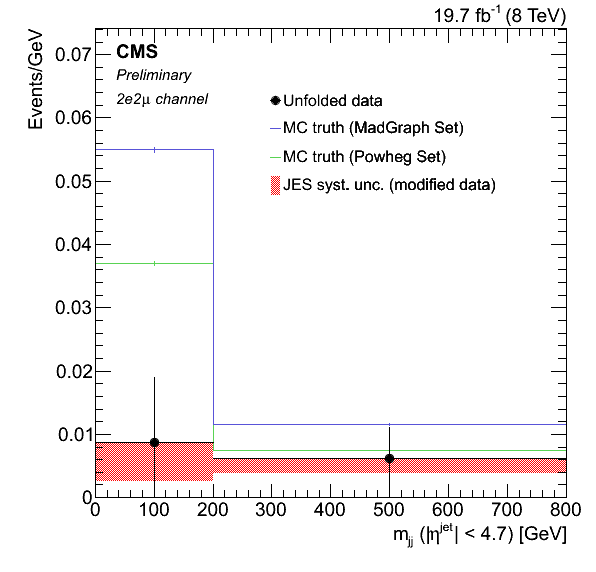 19.7 fb⁻¹ (8 TeV)
Events/GeV
CMS
Preliminary
2e2μ channel
Unfolded data
MC truth (MadGraph Set)
MC truth (Powheg Set)
JES syst. unc. (modified data)
0.07
0.06
0.05
0.04
0.03
0.02
0.01
0
0 100 200 300 400 500 600 700 800
m_jj (|η^jet| < 4.7) [GeV]